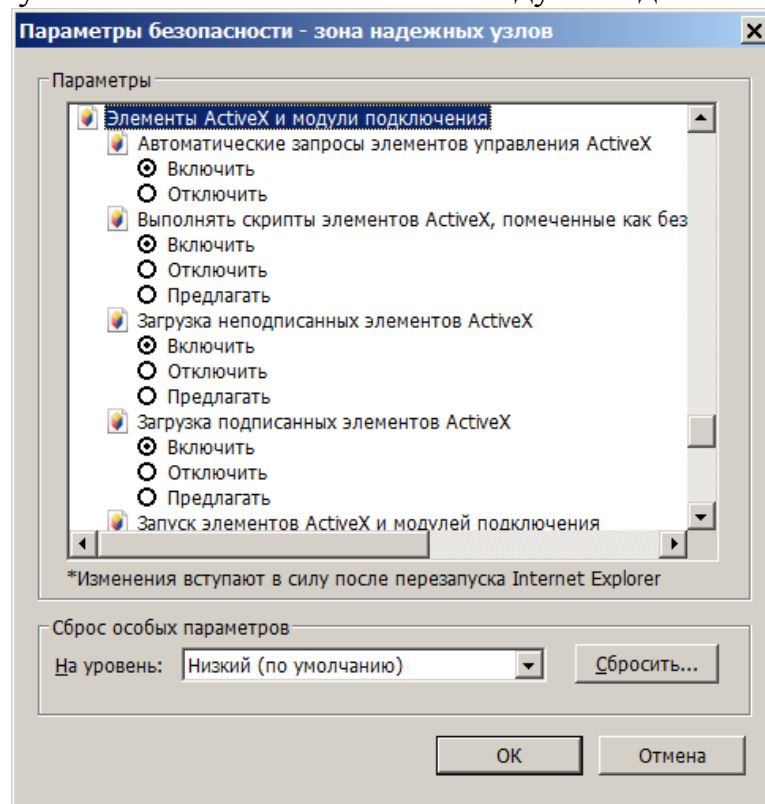 Параметры безопасности - зона надежных узлов
Параметры
Элементы ActiveX и модули подключения
Автоматические запросы элементов управления ActiveX
Включить
Отключить
Выполнять скрипты элементов ActiveX, помеченные как без
Включить
Отключить
Предлагать
Загрузка неподписанных элементов ActiveX
Включить
Отключить
Предлагать
Загрузка подписанных элементов ActiveX
Включить
Отключить
Предлагать
Запуск элементов ActiveX и модулей подключения
*Изменения вступают в силу после перезапуска Internet Explorer
Сброс особых параметров
На уровень: Низкий (по умолчанию) Сбросить...
ОК Отмена